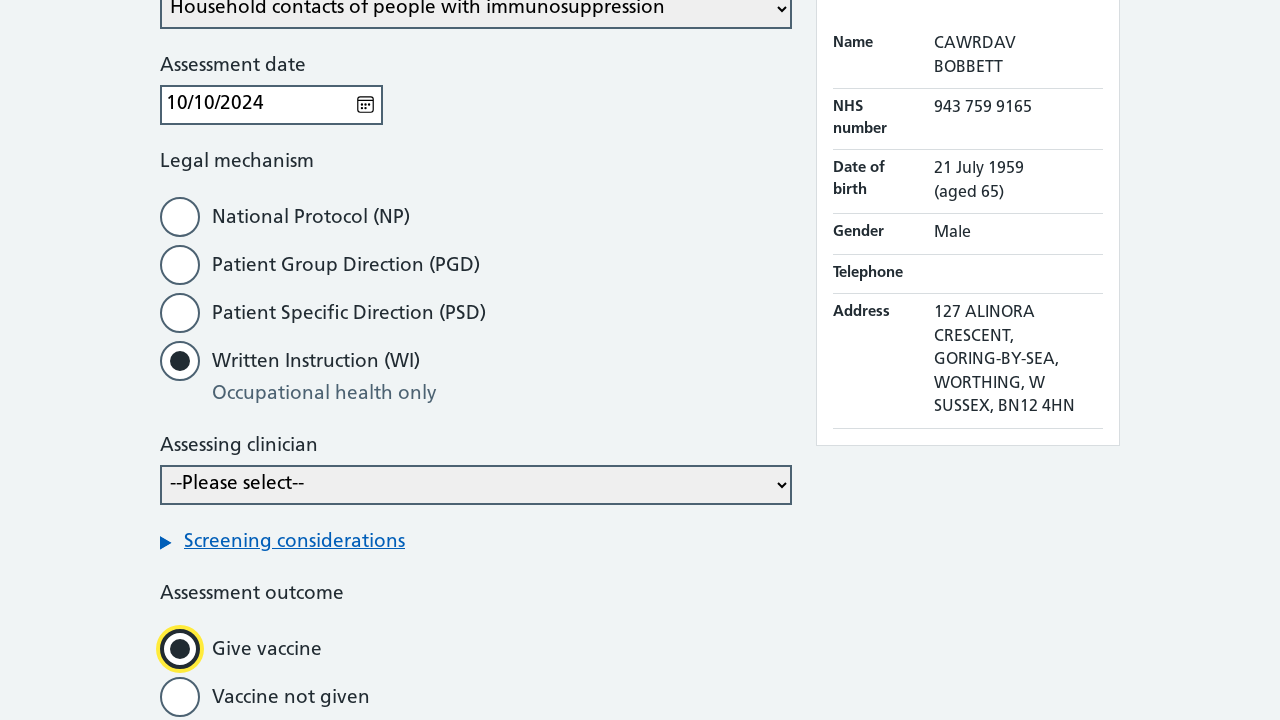 Household contacts of people with immunosuppression
Assessment date
10/10/2024
Legal mechanism
National Protocol (NP)
Patient Group Direction (PGD)
Patient Specific Direction (PSD)
Written Instruction (WI)
Occupational health only
Assessing clinician
--Please select--
Screening considerations
Assessment outcome
Give vaccine
Vaccine not given
Name CAWRDAV
BOBBETT
NHS 943 759 9165
number
Date of 21 July 1959
birth (aged 65)
Gender Male
Telephone
Address 127 ALINORA
CRESCENT,
GORING-BY-SEA,
WORTHING, W
SUSSEX, BN12 4HN